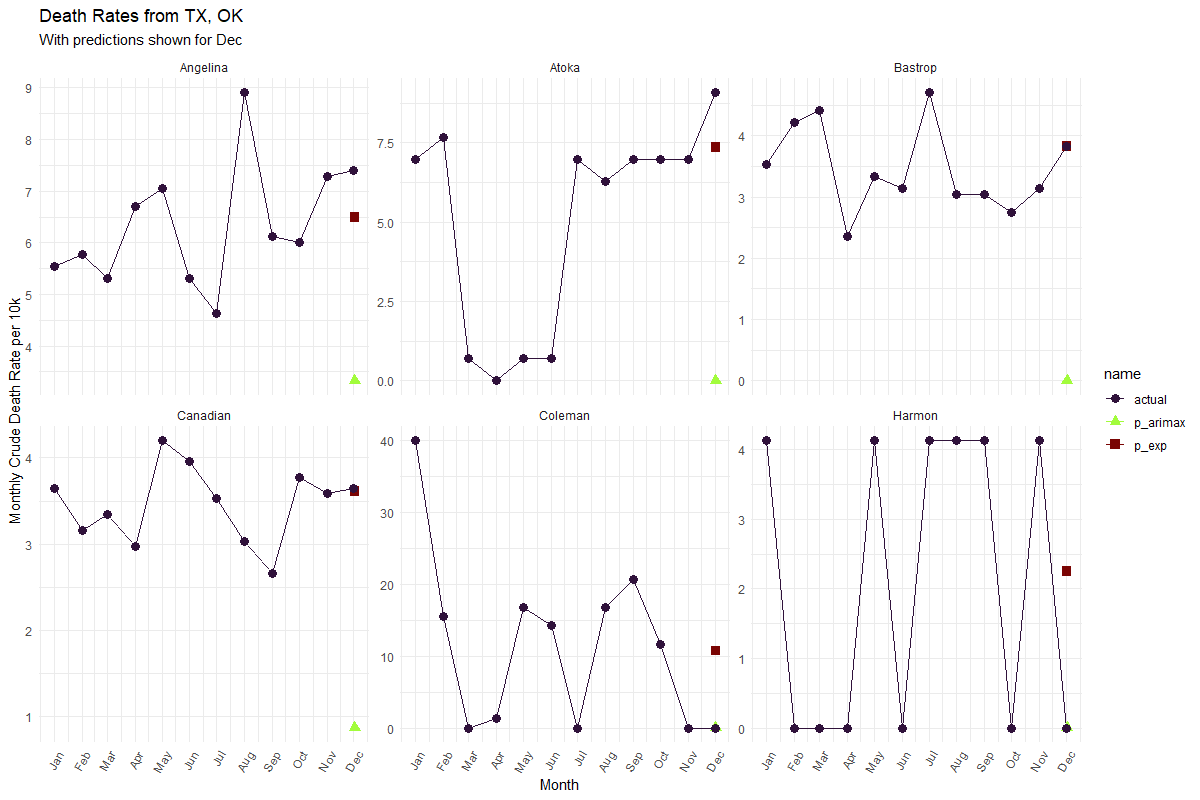 Death Rates from TX, OK
With predictions shown for Dec
Angelina
Atoka
Bastrop
9
8
7
6
5
4
7.5
5.0
2.5
0.0
4
3
2
1
0
Canadian
Coleman
Harmon
4
3
2
1
40
30
20
10
0
4
3
2
1
0
Jan Feb Mar Apr May Jun Jul Aug Sep Oct Nov Dec
Jan Feb Mar Apr May Jun Jul Aug Sep Oct Nov Dec
Jan Feb Mar Apr May Jun Jul Aug Sep Oct Nov Dec
Month
Monthly Crude Death Rate per 10k
name
actual
p_arimax
p_exp